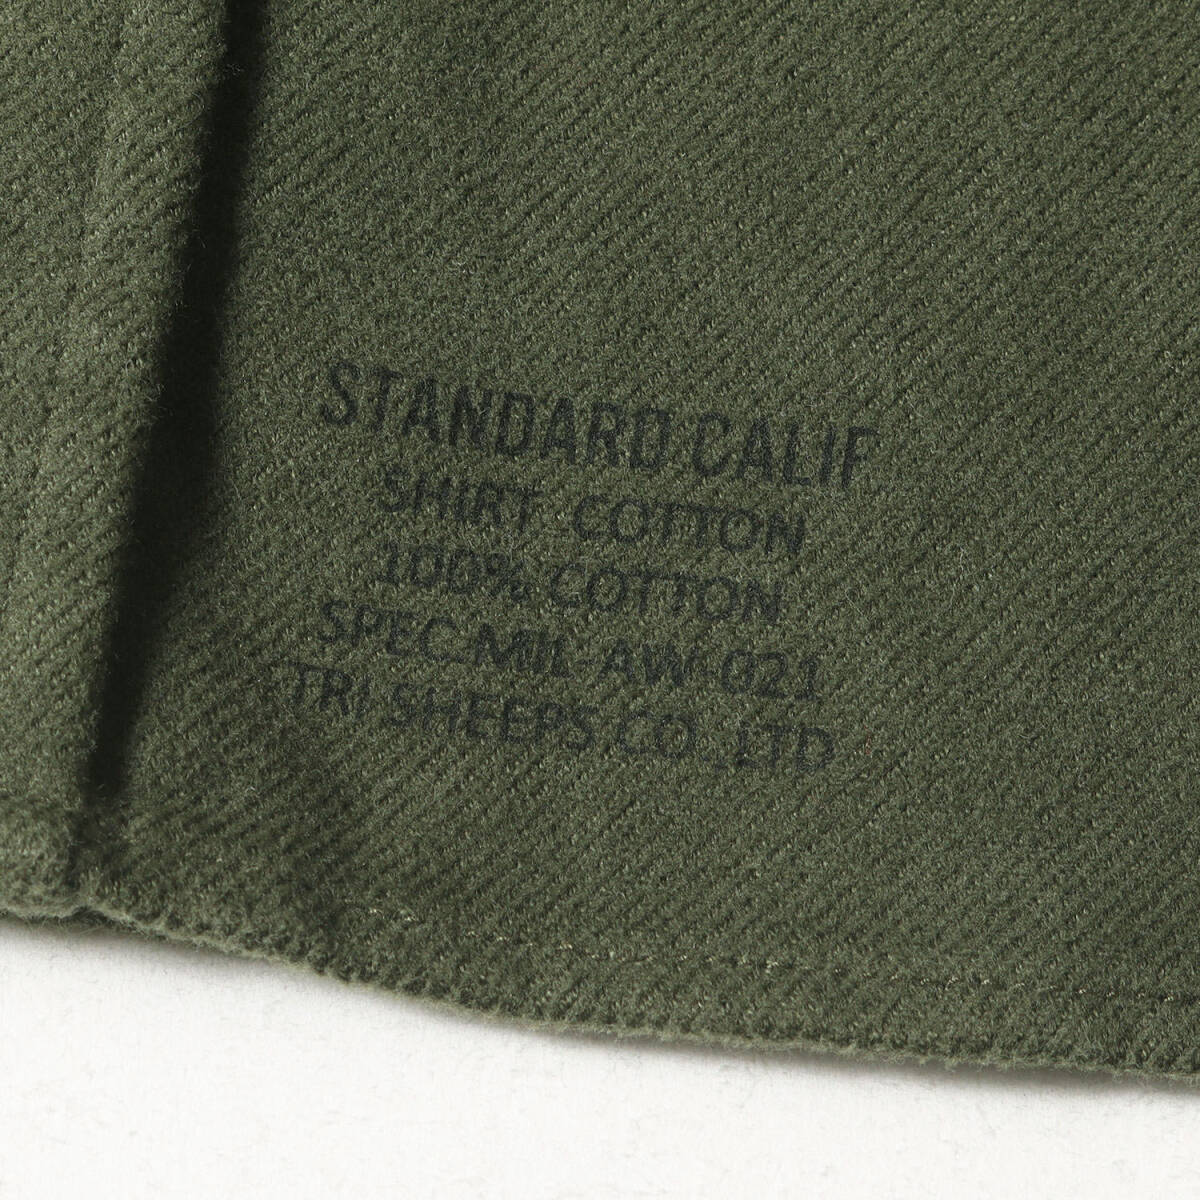 STANDARD CALIF
SHIRT COTTON
100% COTTON
SPEC.MIL-AW-021
TRI SHEEPS CO.,LTD